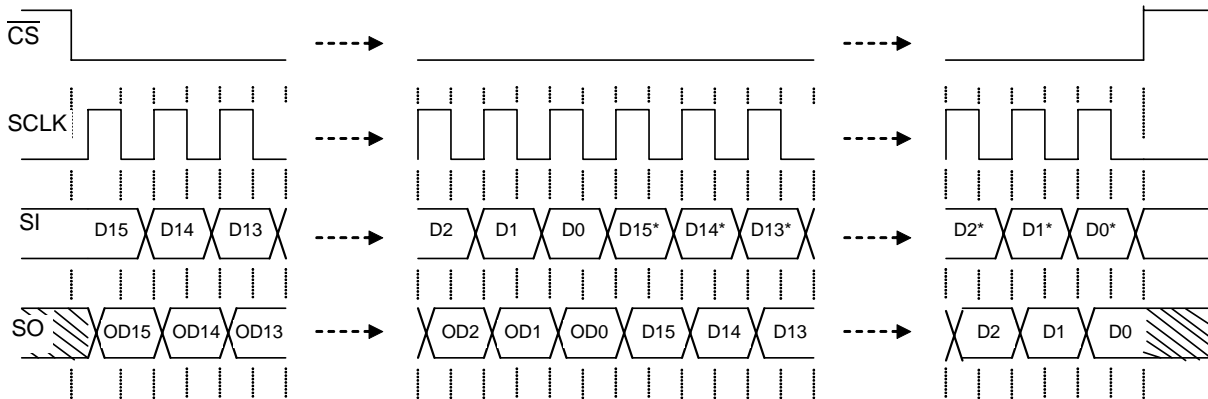 CS
SCLK
SI D15 D14 D13 D2 D1 D0 D15* D14* D13* D2* D1* D0*
SO OD15 OD14 OD13 OD2 OD1 OD0 D15 D14 D13 D2 D1 D0